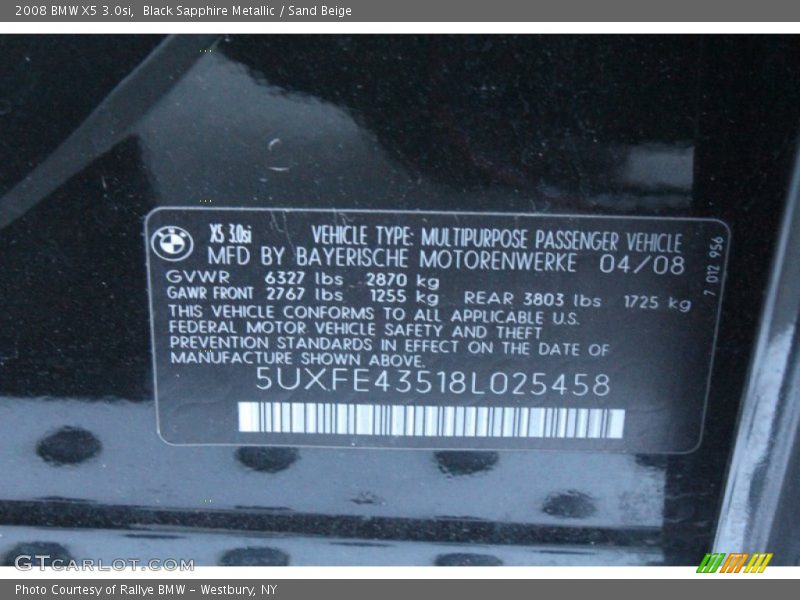 2008 BMW X5 3.0si, Black Sapphire Metallic / Sand Beige
X5 3.0si VEHICLE TYPE: MULTIPURPOSE PASSENGER VEHICLE
MFD BY BAYERISCHE MOTORENWERKE 04/08
GVWR 6327 lbs 2870 kg
GAWR FRONT 2767 lbs 1255 kg REAR 3803 lbs 1725 kg
THIS VEHICLE CONFORMS TO ALL APPLICABLE U.S.
FEDERAL MOTOR VEHICLE SAFETY AND THEFT
PREVENTION STANDARDS IN EFFECT ON THE DATE OF
MANUFACTURE SHOWN ABOVE.
5UXFE43518L025458
7 012 956
GTCARLOT.COM
Photo Courtesy of Rallye BMW - Westbury, NY